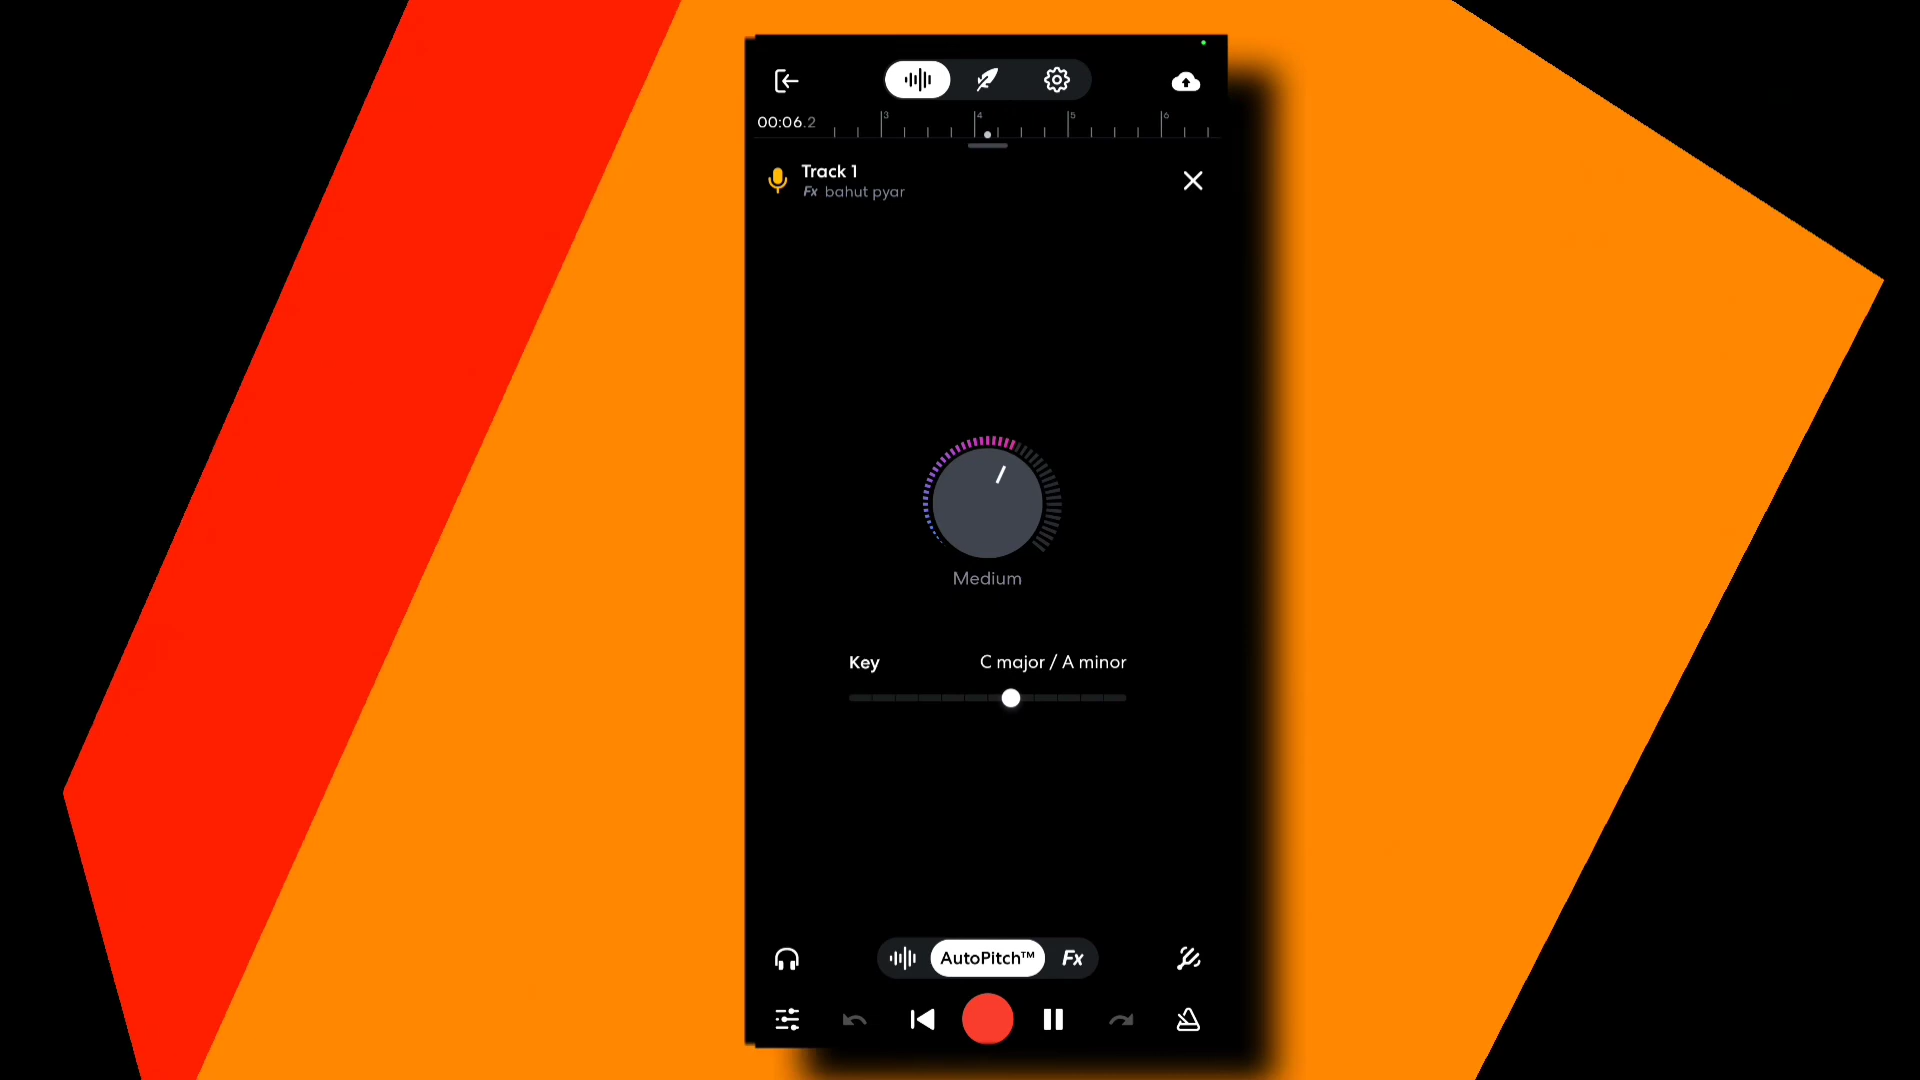 00:06.2
3
4
5
6
Track 1
Fx bahut pyar
Medium
Key
C major / A minor
AutoPitch™
Fx